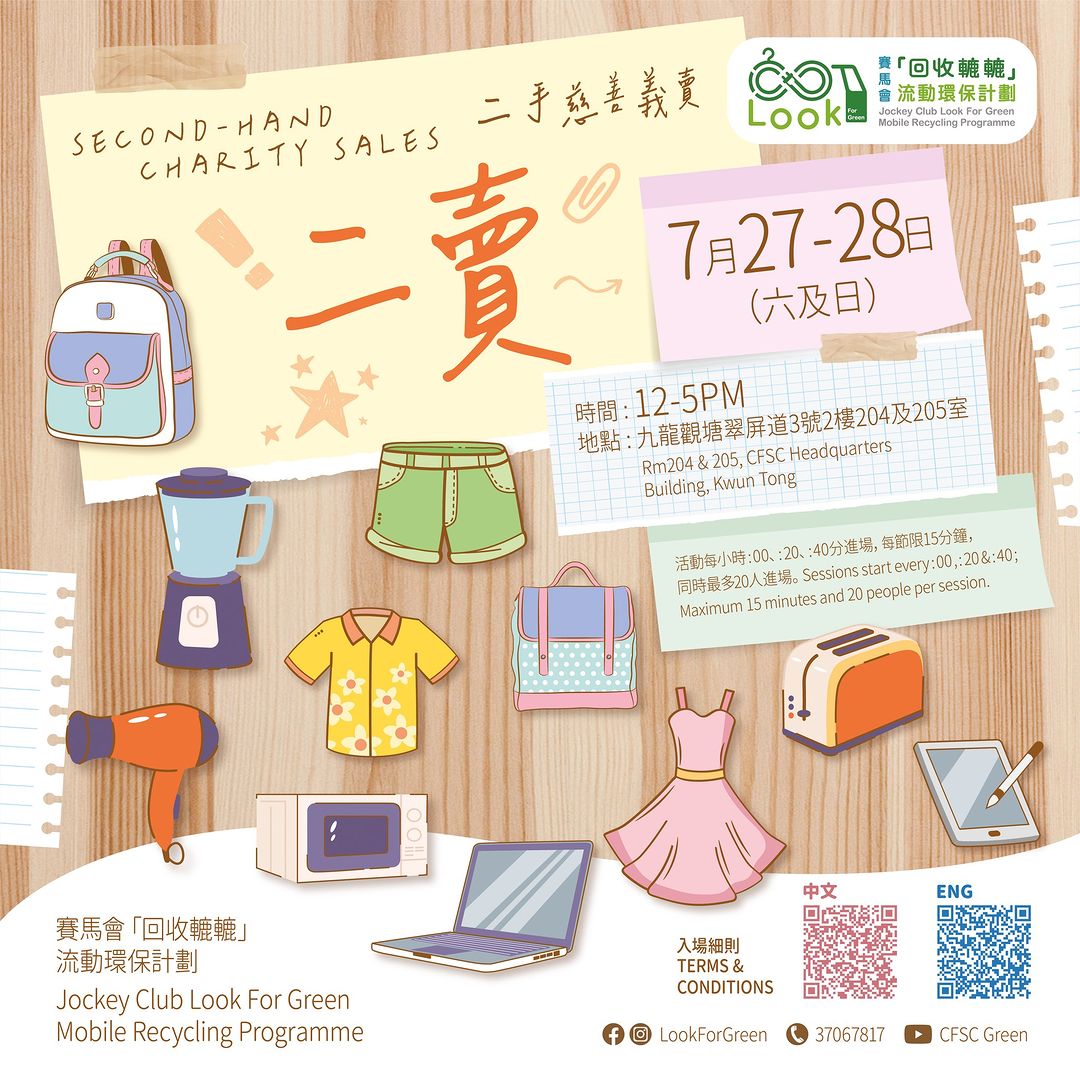 SECOND-HAND
CHARITY SALES
二手慈善義賣
二賣
Look
For
Green
賽馬會
「回收轆轆」
流動環保計劃
Jockey Club Look For Green
Mobile Recycling Programme
7月27-28日
（六及日）
時間 : 12-5PM
地點 : 九龍觀塘翠屏道3號2樓204及205室
Rm204 & 205, CFSC Headquarters
Building, Kwun Tong
活動每小時:00、:20、:40分進場, 每節限15分鐘,
同時最多20人進場。Sessions start every:00,:20&:40;
Maximum 15 minutes and 20 people per session.
賽馬會「回收轆轆」
流動環保計劃
Jockey Club Look For Green
Mobile Recycling Programme
入場細則
TERMS &
CONDITIONS
中文
ENG
LookForGreen
37067817
CFSC Green